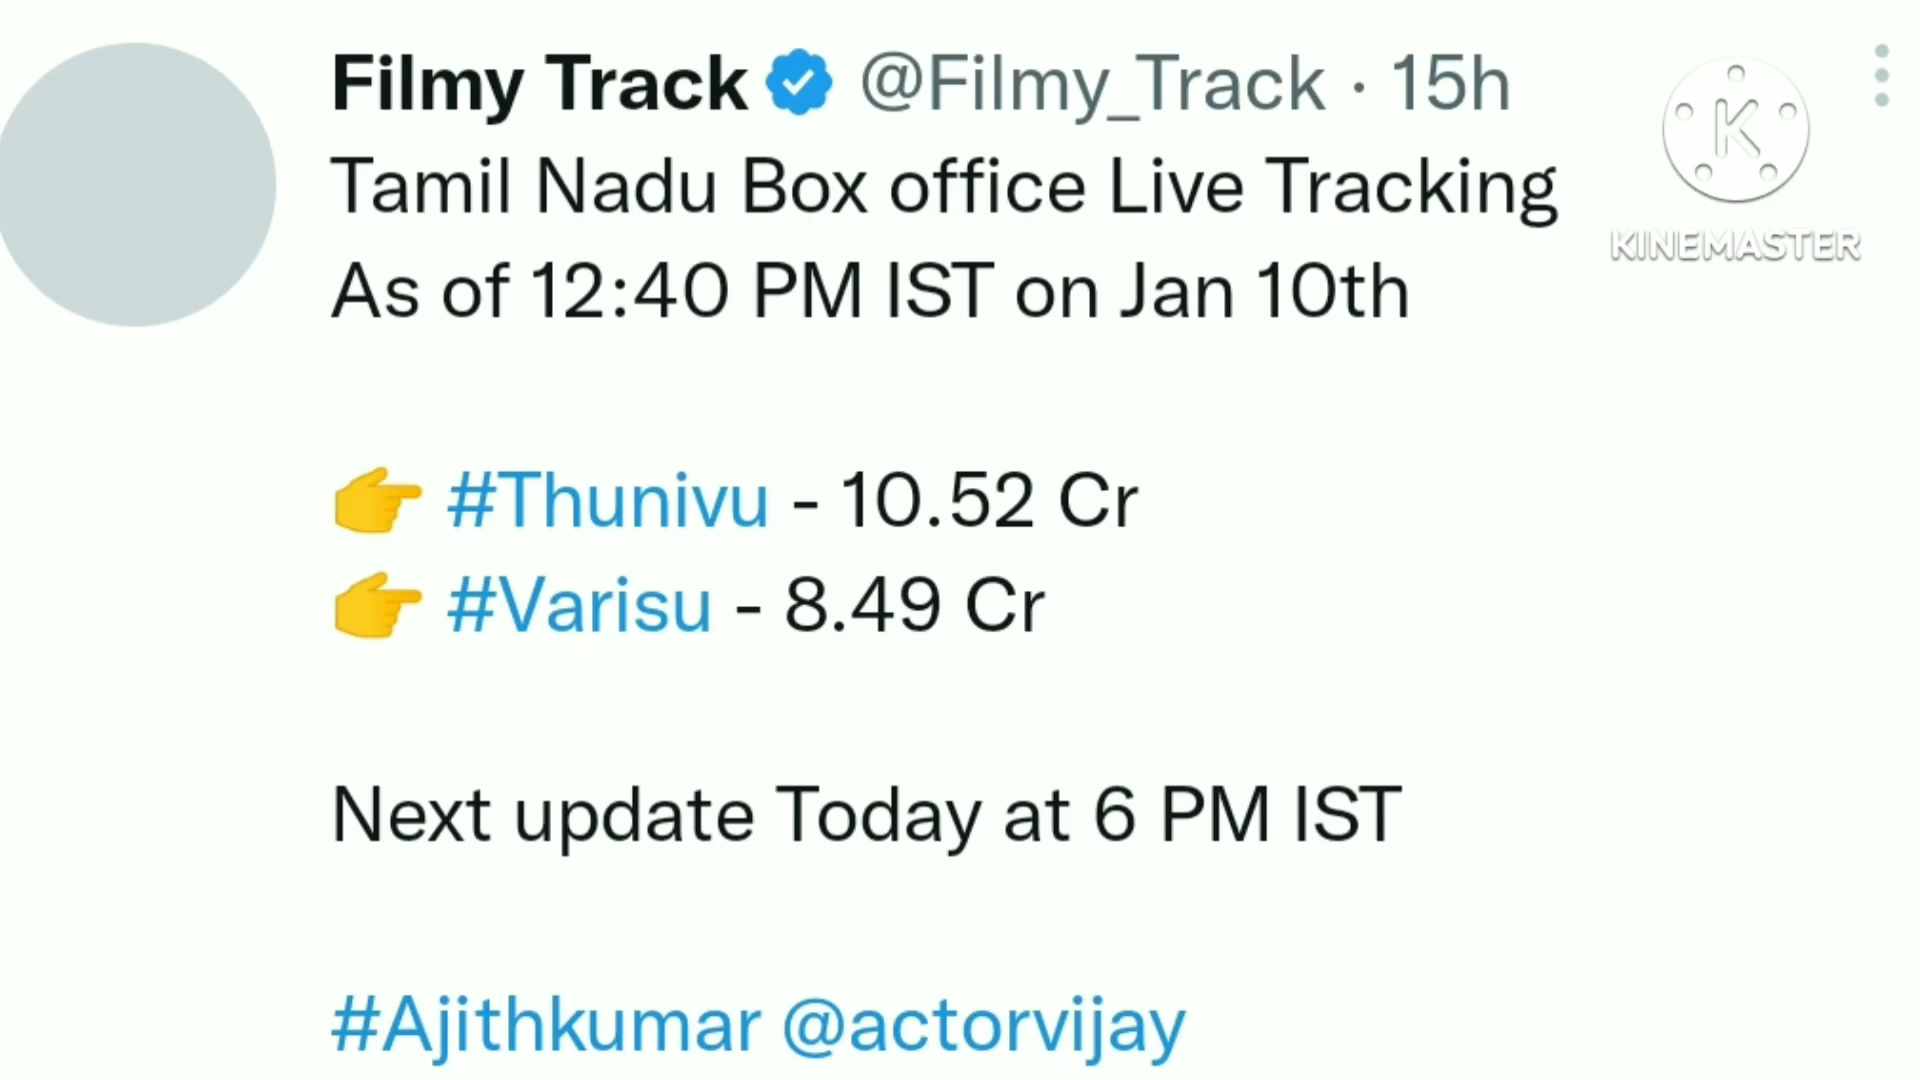 Filmy Track @Filmy_Track · 15h
Tamil Nadu Box office Live Tracking
As of 12:40 PM IST on Jan 10th
K
KINEMASTER
👉 #Thunivu - 10.52 Cr
👉 #Varisu - 8.49 Cr
Next update Today at 6 PM IST
#Ajithkumar @actorvijay